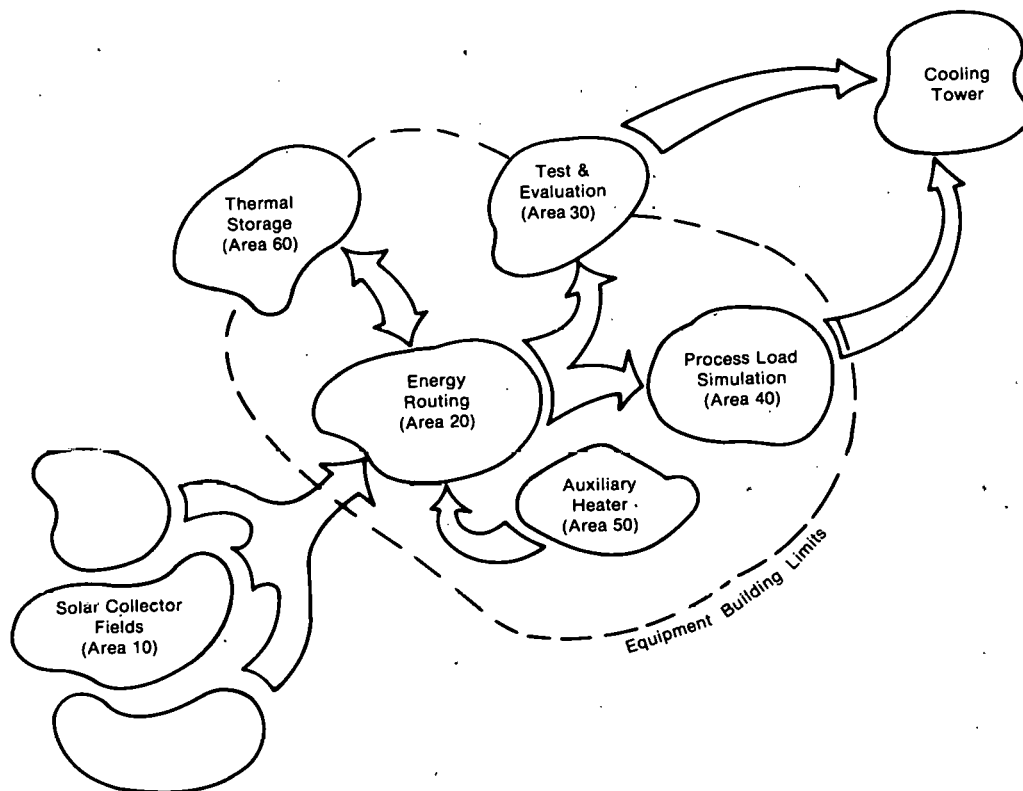 Cooling
Tower
Test &
Evaluation
(Area 30)
Thermal
Storage
(Area 60)
Energy
Routing
(Area 20)
Process Load
Simulation
(Area 40)
Auxiliary
Heater
(Area 50)
Solar Collector
Fields
(Area 10)
Equipment Building Limits